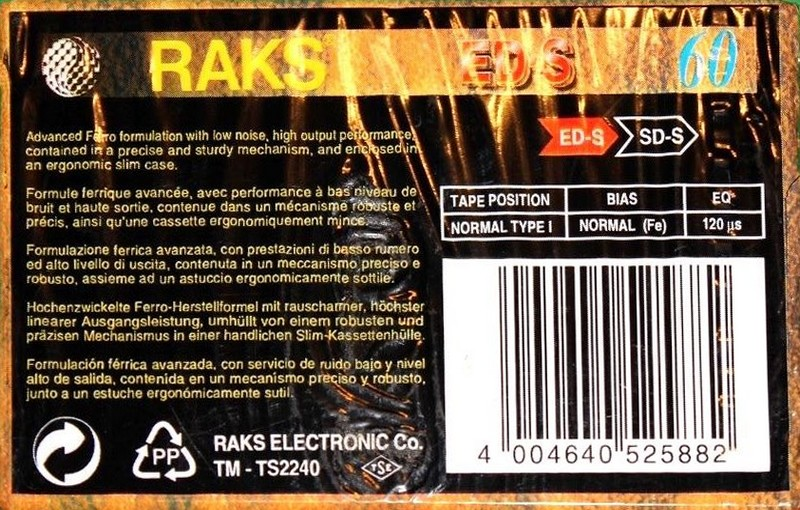 RAKS ED-S 60
Advanced Ferro formulation with low noise, high output performance,
contained in a precise and sturdy mechanism, and enclosed in
an ergonomic slim case.
Formule ferrique avancée, avec performance à bas niveau de
bruit et haute sortie, contenue dans un mécanisme robuste et
précis, ainsi qu'une cassette ergonomiquement mince.
Formulazione ferrica avanzata, con prestazioni di basso rumero
ed alto livello di uscita, contenuta in un meccanismo preciso e
robusto, assieme ad un astuccio ergonomicamente sottile.
Hochenzwickelte Ferro-Herstellformel mit rauscharmer, höchster
linearer Ausgangsleistung, umhüllt von einem robusten und
präzisen Mechanismus in einer handlichen Slim-Kassettenhülle.
Formulación férrica avanzada, con servicio de ruido bajo y nivel
alto de salida, contenida en un mecanismo preciso y robusto,
junto a un estuche ergonómicamente sutil.
PP
RAKS ELECTRONIC Co.
TM - TS2240
TSE
ED-S SD-S
TAPE POSITION BIAS EQ
NORMAL TYPE I NORMAL (Fe) 120 µs
4 004640 525882